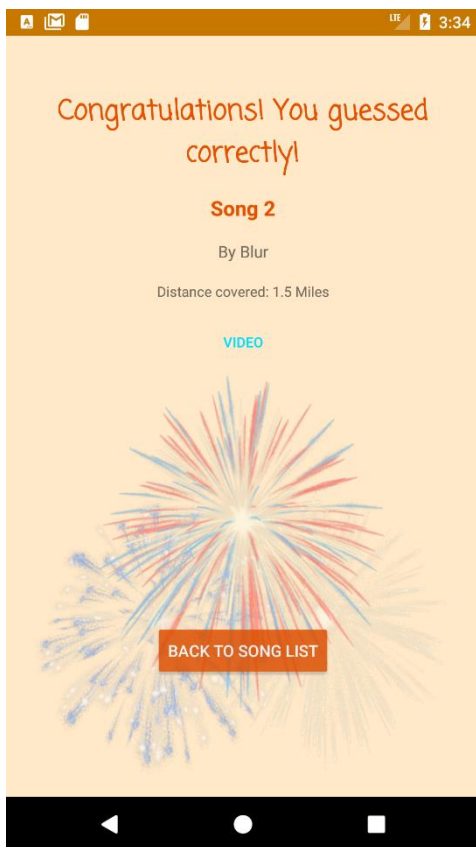 A LTE 3:34
Congratulations! You guessed
correctly!
Song 2
By Blur
Distance covered: 1.5 Miles
VIDEO
BACK TO SONG LIST